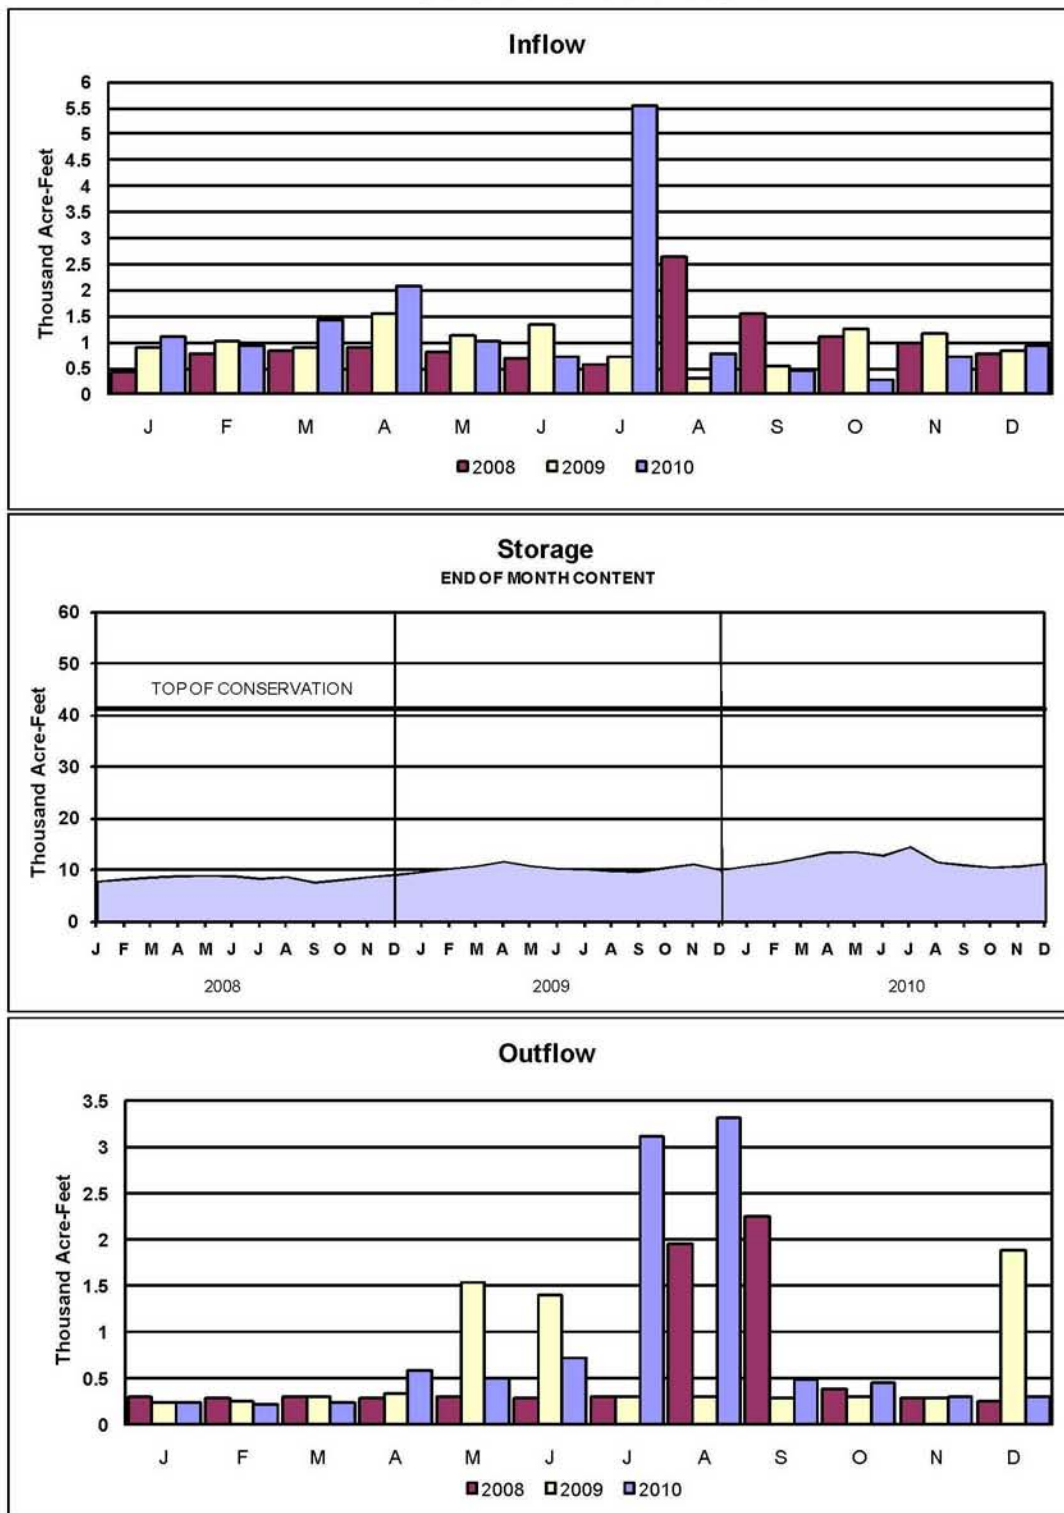 Inflow
Thousand Acre-Feet
6
5.5
5
4.5
4
3.5
3
2.5
2
1.5
1
0.5
0
J F M A M J J A S O N D
2008 2009 2010
Storage
END OF MONTH CONTENT
Thousand Acre-Feet
60
50
TOP OF CONSERVATION
40
30
20
10
0
J F M A M J J A S O N D J F M A M J J A S O N D J F M A M J J A S O N D
2008 2009 2010
Outflow
Thousand Acre-Feet
3.5
3
2.5
2
1.5
1
0.5
0
J F M A M J J A S O N D
2008 2009 2010